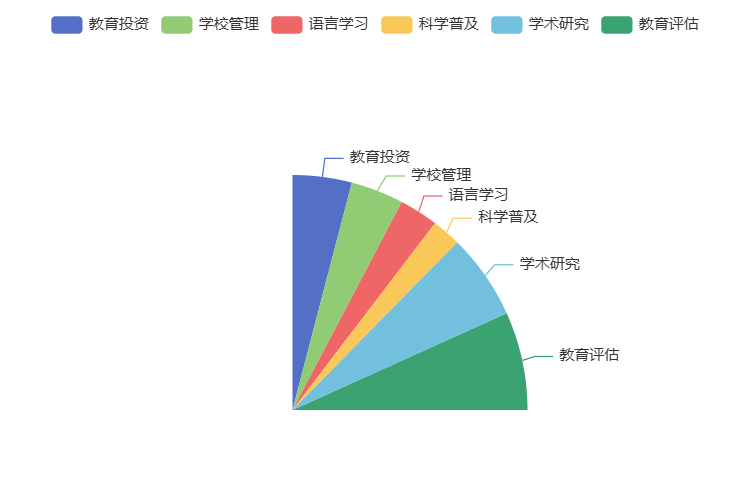 教育投资 学校管理 语言学习 科学普及 学术研究 教育评估
教育投资
学校管理
语言学习
科学普及
学术研究
教育评估